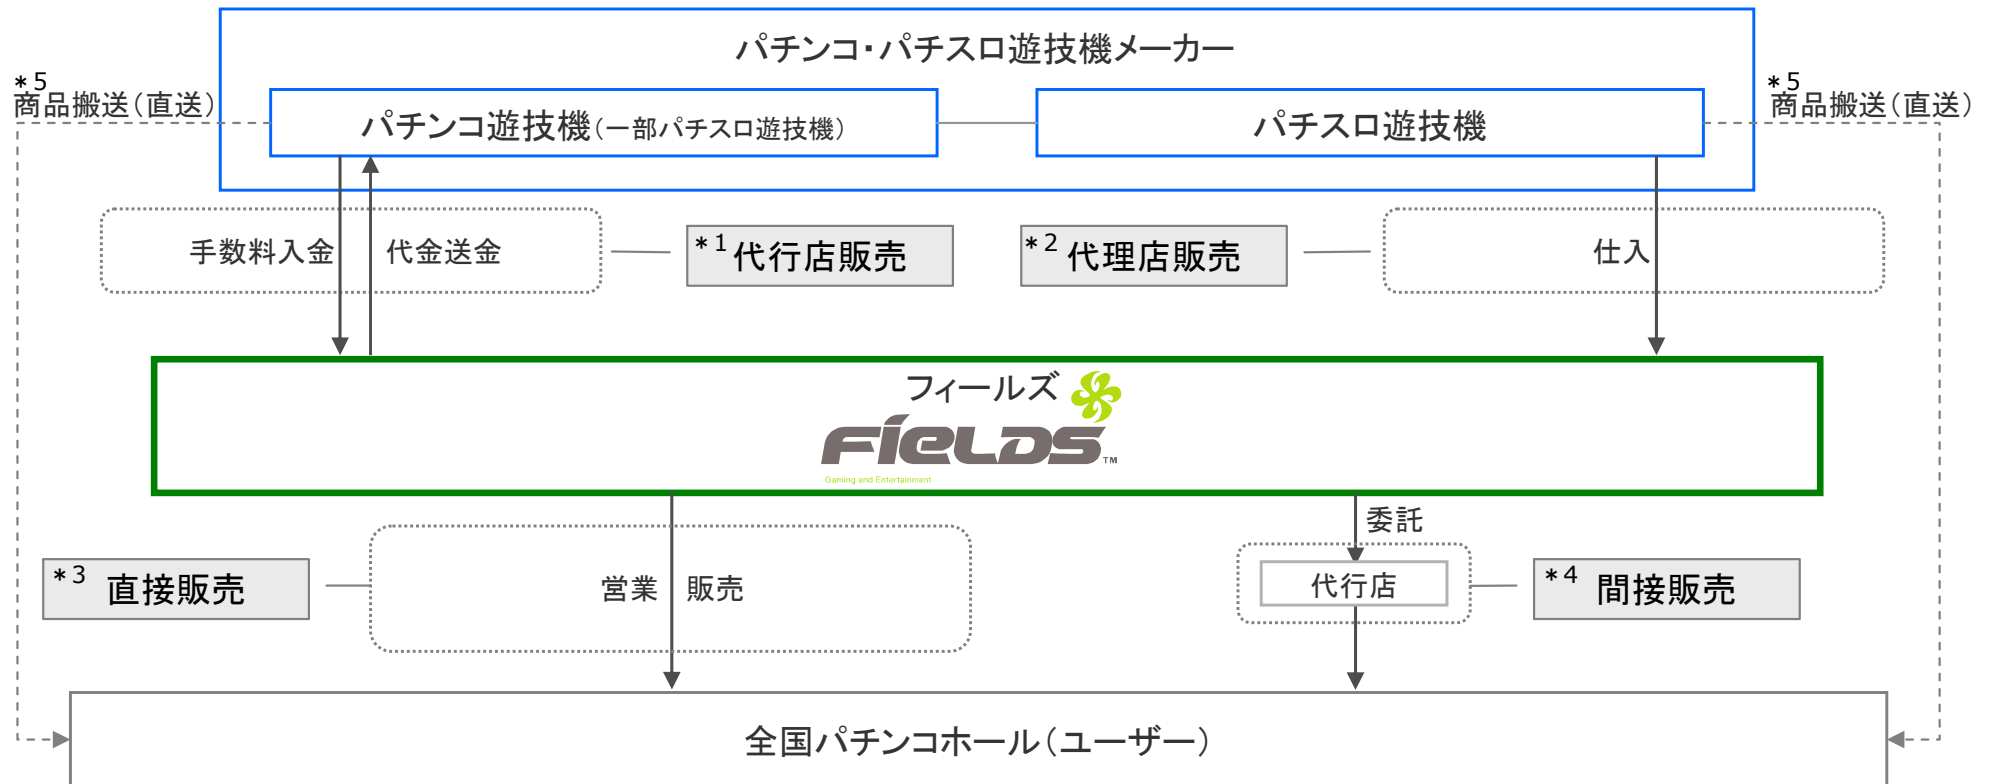 パチンコ・パチスロ遊技機メーカー
*5
商品搬送(直送)
*5
商品搬送(直送)
パチンコ遊技機(一部パチスロ遊技機)
パチスロ遊技機
手数料入金
代金送金
*1代行店販売
*2代理店販売
仕入
フィールズ
FIELDS™
Gaming and Entertainment
委託
*3 直接販売
営業
販売
代行店
*4 間接販売
全国パチンコホール(ユーザー)